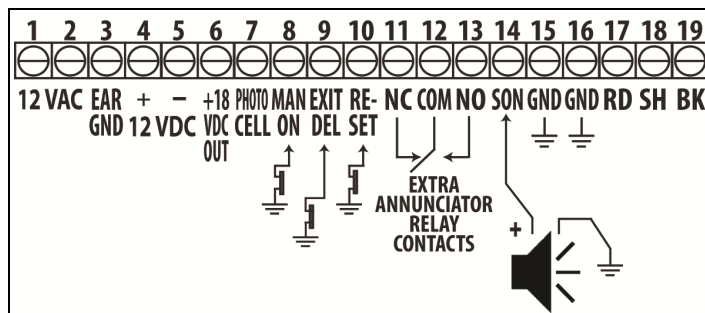 1 2 3 4 5 6 7 8 9 10 11 12 13 14 15 16 17 18 19
12 VAC EAR + − +18 PHOTO MAN EXIT RE- NC COM NO SON GND GND RD SH BK
GND 12 VDC VDC CELL ON DEL SET
OUT
EXTRA
ANNUNCIATOR
RELAY
CONTACTS
+